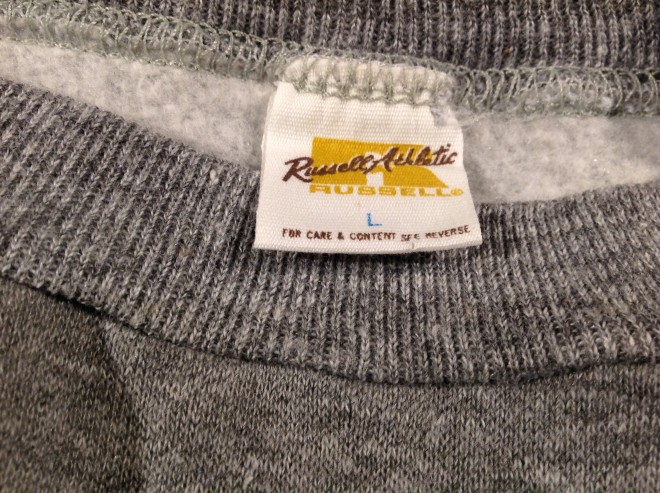 Russell Athletic
RUSSELL®
L
FOR CARE & CONTENT SEE REVERSE